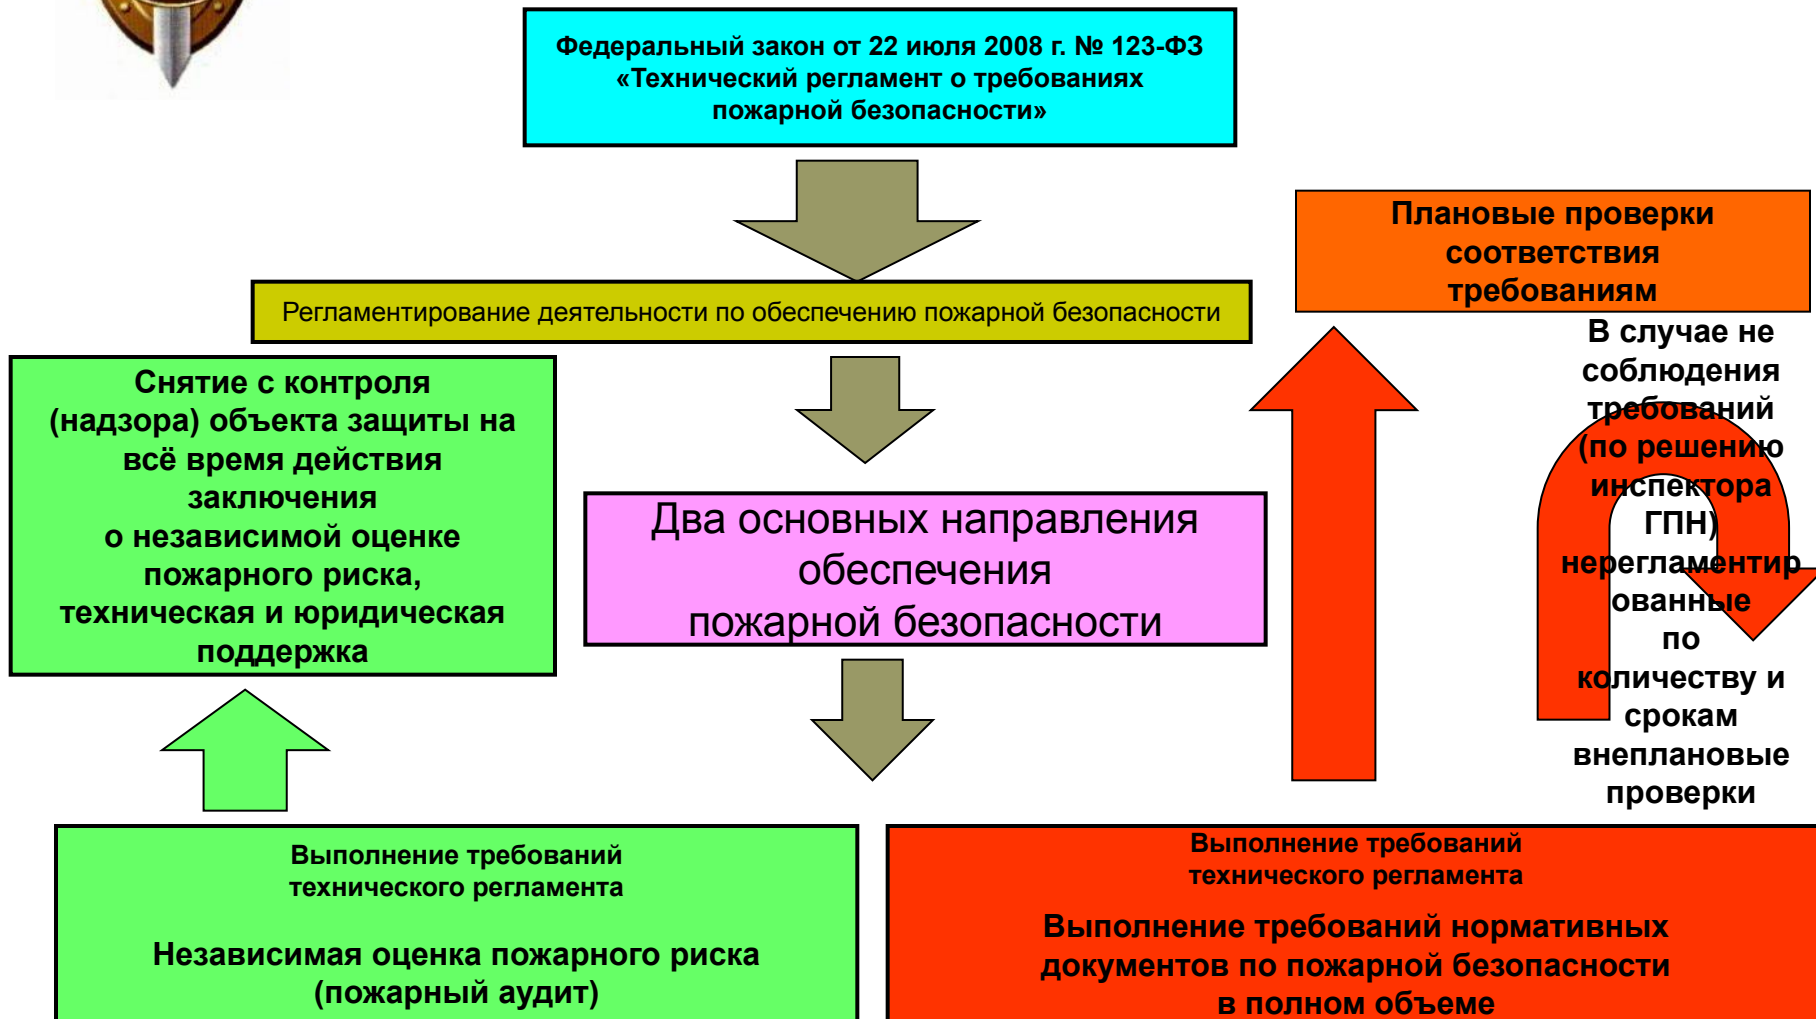 Федеральный закон от 22 июля 2008 г. № 123-ФЗ
«Технический регламент о требованиях
пожарной безопасности»
Плановые проверки
соответствия
требованиям
Регламентирование деятельности по обеспечению пожарной безопасности
В случае не
соблюдения
требований
(по решению
инспектора
ГПН)
нерегламентир
ованные
по
количеству и
срокам
внеплановые
проверки
Снятие с контроля
(надзора) объекта защиты на
всё время действия
заключения
о независимой оценке
пожарного риска,
техническая и юридическая
поддержка
Два основных направления
обеспечения
пожарной безопасности
Выполнение требований
технического регламента
Независимая оценка пожарного риска
(пожарный аудит)
Выполнение требований
технического регламента
Выполнение требований нормативных
документов по пожарной безопасности
в полном объеме